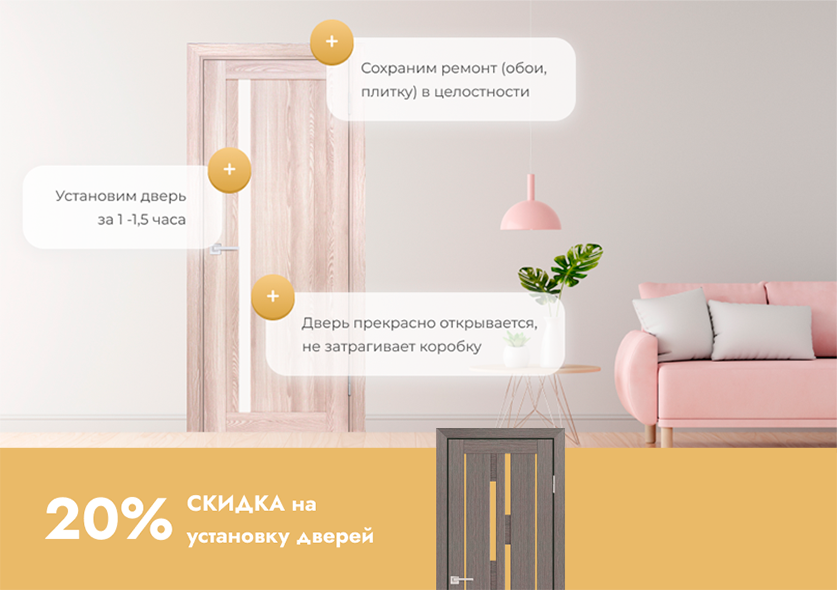 Сохраним ремонт (обои,
плитку) в целостности
Установим дверь
за 1 -1,5 часа
Дверь прекрасно открывается,
не затрагивает коробку
20%
СКИДКА на
установку дверей